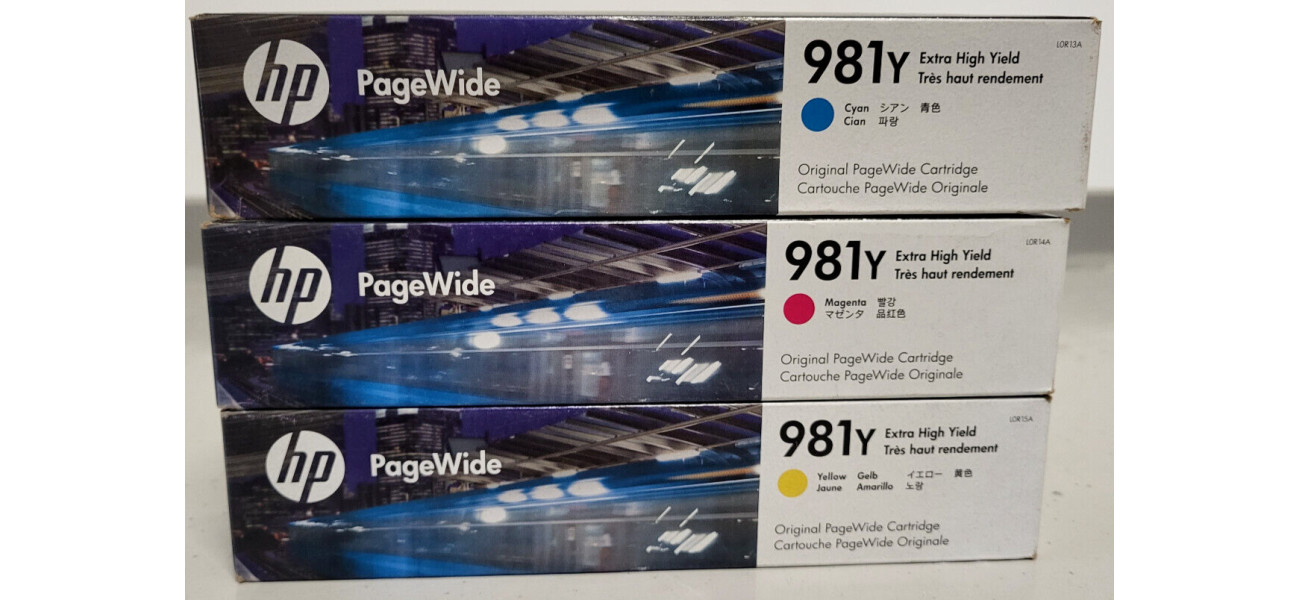 hp
PageWide
981Y Extra High Yield
Très haut rendement
L0R13A
Cyan シアン 青色
Cian 파랑
Original PageWide Cartridge
Cartouche PageWide Originale
hp
PageWide
981Y Extra High Yield
Très haut rendement
L0R14A
Magenta 빨강
マゼンタ 品红色
Original PageWide Cartridge
Cartouche PageWide Originale
hp
PageWide
981Y Extra High Yield
Très haut rendement
L0R15A
Yellow Gelb イエロー 黄色
Jaune Amarillo 노랑
Original PageWide Cartridge
Cartouche PageWide Originale